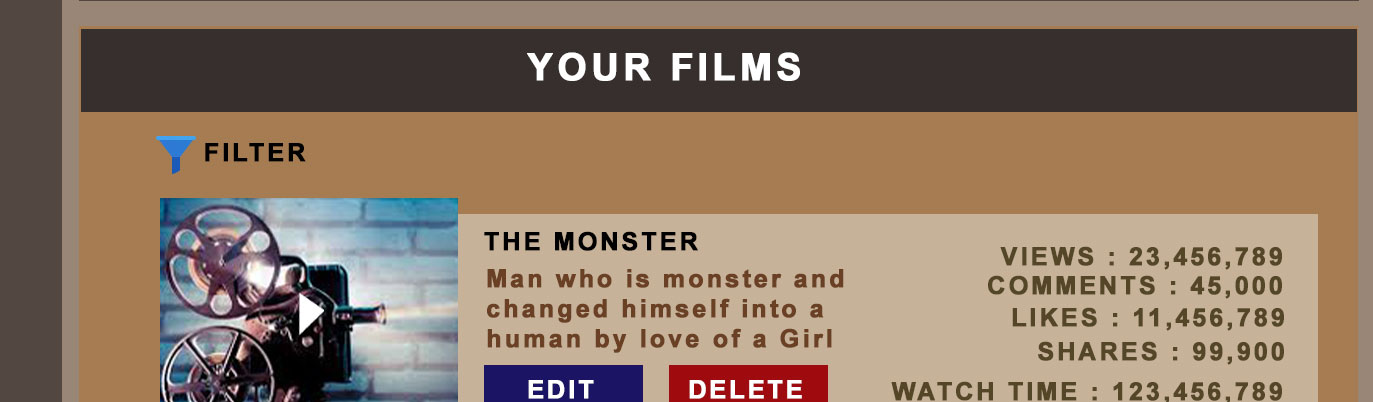 YOUR FILMS
FILTER
THE MONSTER
Man who is monster and
changed himself into a
human by love of a Girl
EDIT
DELETE
VIEWS : 23,456,789
COMMENTS : 45,000
LIKES : 11,456,789
SHARES : 99,900
WATCH TIME : 123,456,789